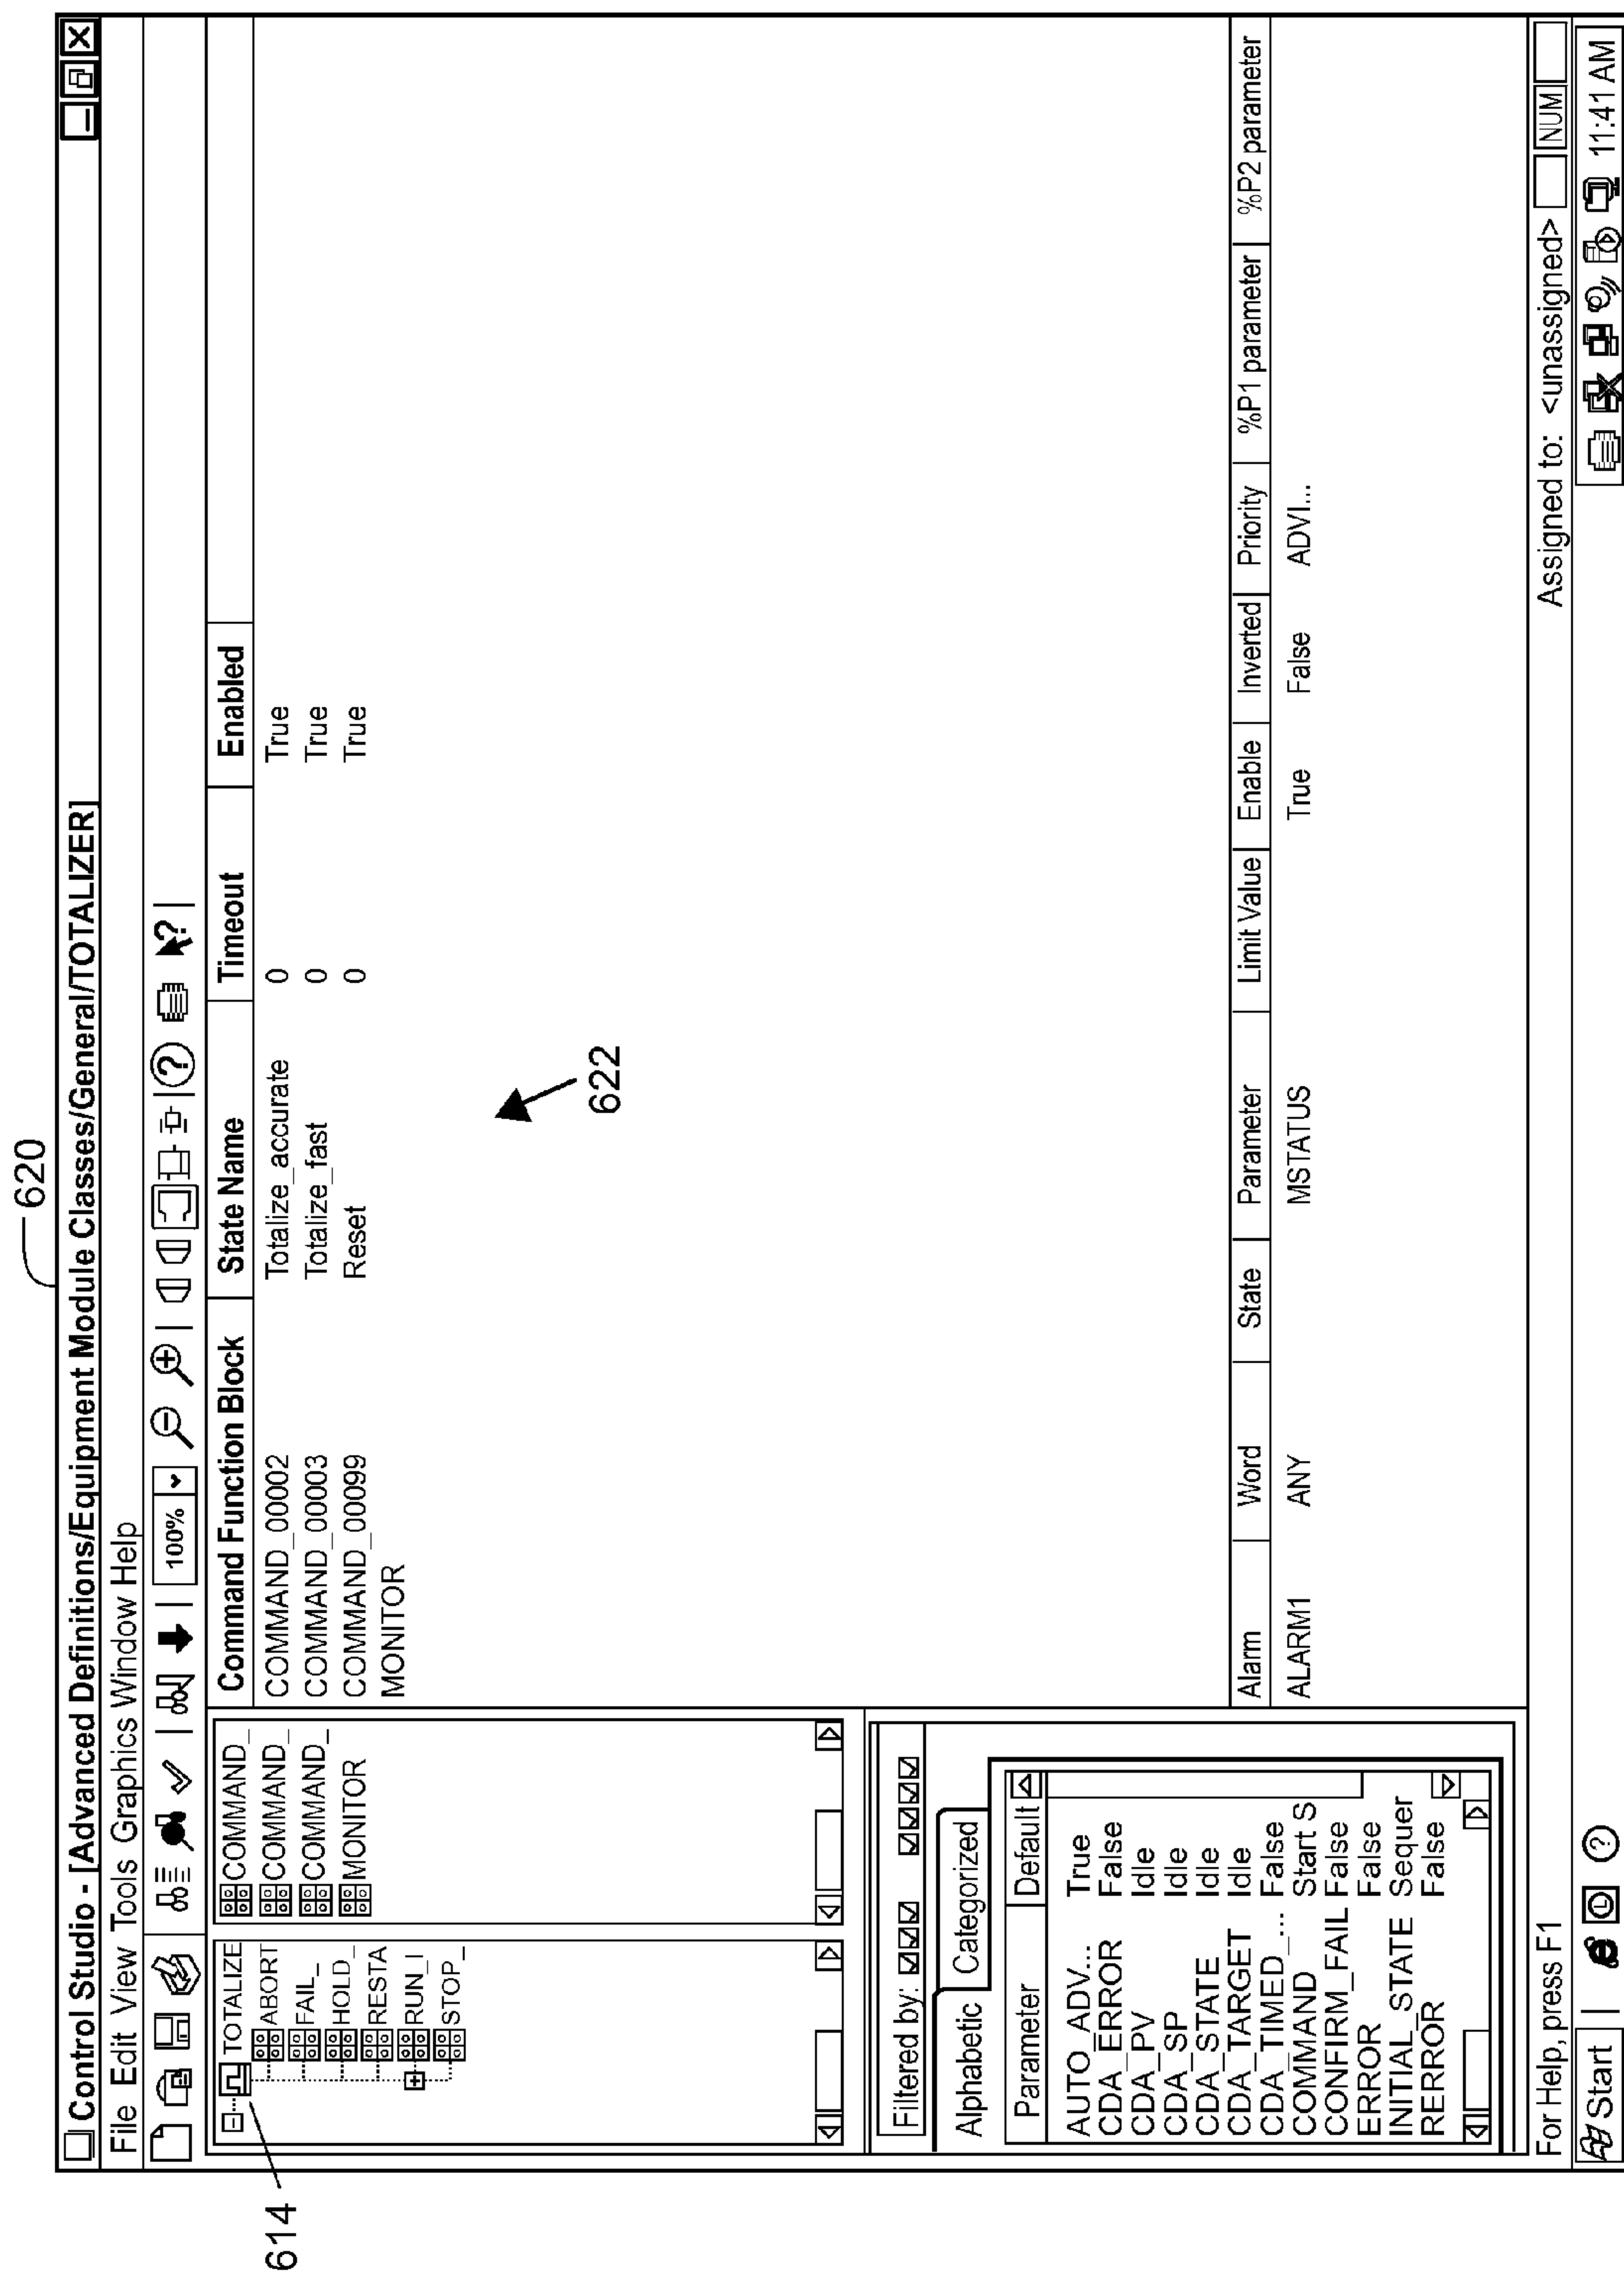 620
Control Studio - [Advanced Definitions/Equipment Module Classes/General/TOTALIZER]
File Edit View Tools Graphics Window Help
100%
614
TOTALIZE
ABORT
FAIL_
HOLD_
RESTA
RUN_I
STOP_
COMMAND_
COMMAND_
COMMAND_
MONITOR
Command Function Block State Name Timeout Enabled
COMMAND_00002 Totalize_accurate 0 True
COMMAND_00003 Totalize_fast 0 True
COMMAND_00099 Reset 0 True
MONITOR
622
Filtered by:
Alphabetic Categorized
Parameter Default
AUTO_ADV... True
CDA_ERROR False
CDA_PV Idle
CDA_SP Idle
CDA_STATE Idle
CDA_TARGET Idle
CDA_TIMED_... False
COMMAND Start S
CONFIRM_FAIL False
ERROR False
INITIAL_STATE Sequer
RERROR False
Alarm Word State Parameter Limit Value Enable Inverted Priority %P1 parameter %P2 parameter
ALARM1 ANY MSTATUS True False ADVI...
For Help, press F1 Assigned to: <unassigned> NUM
Start 11:41 AM